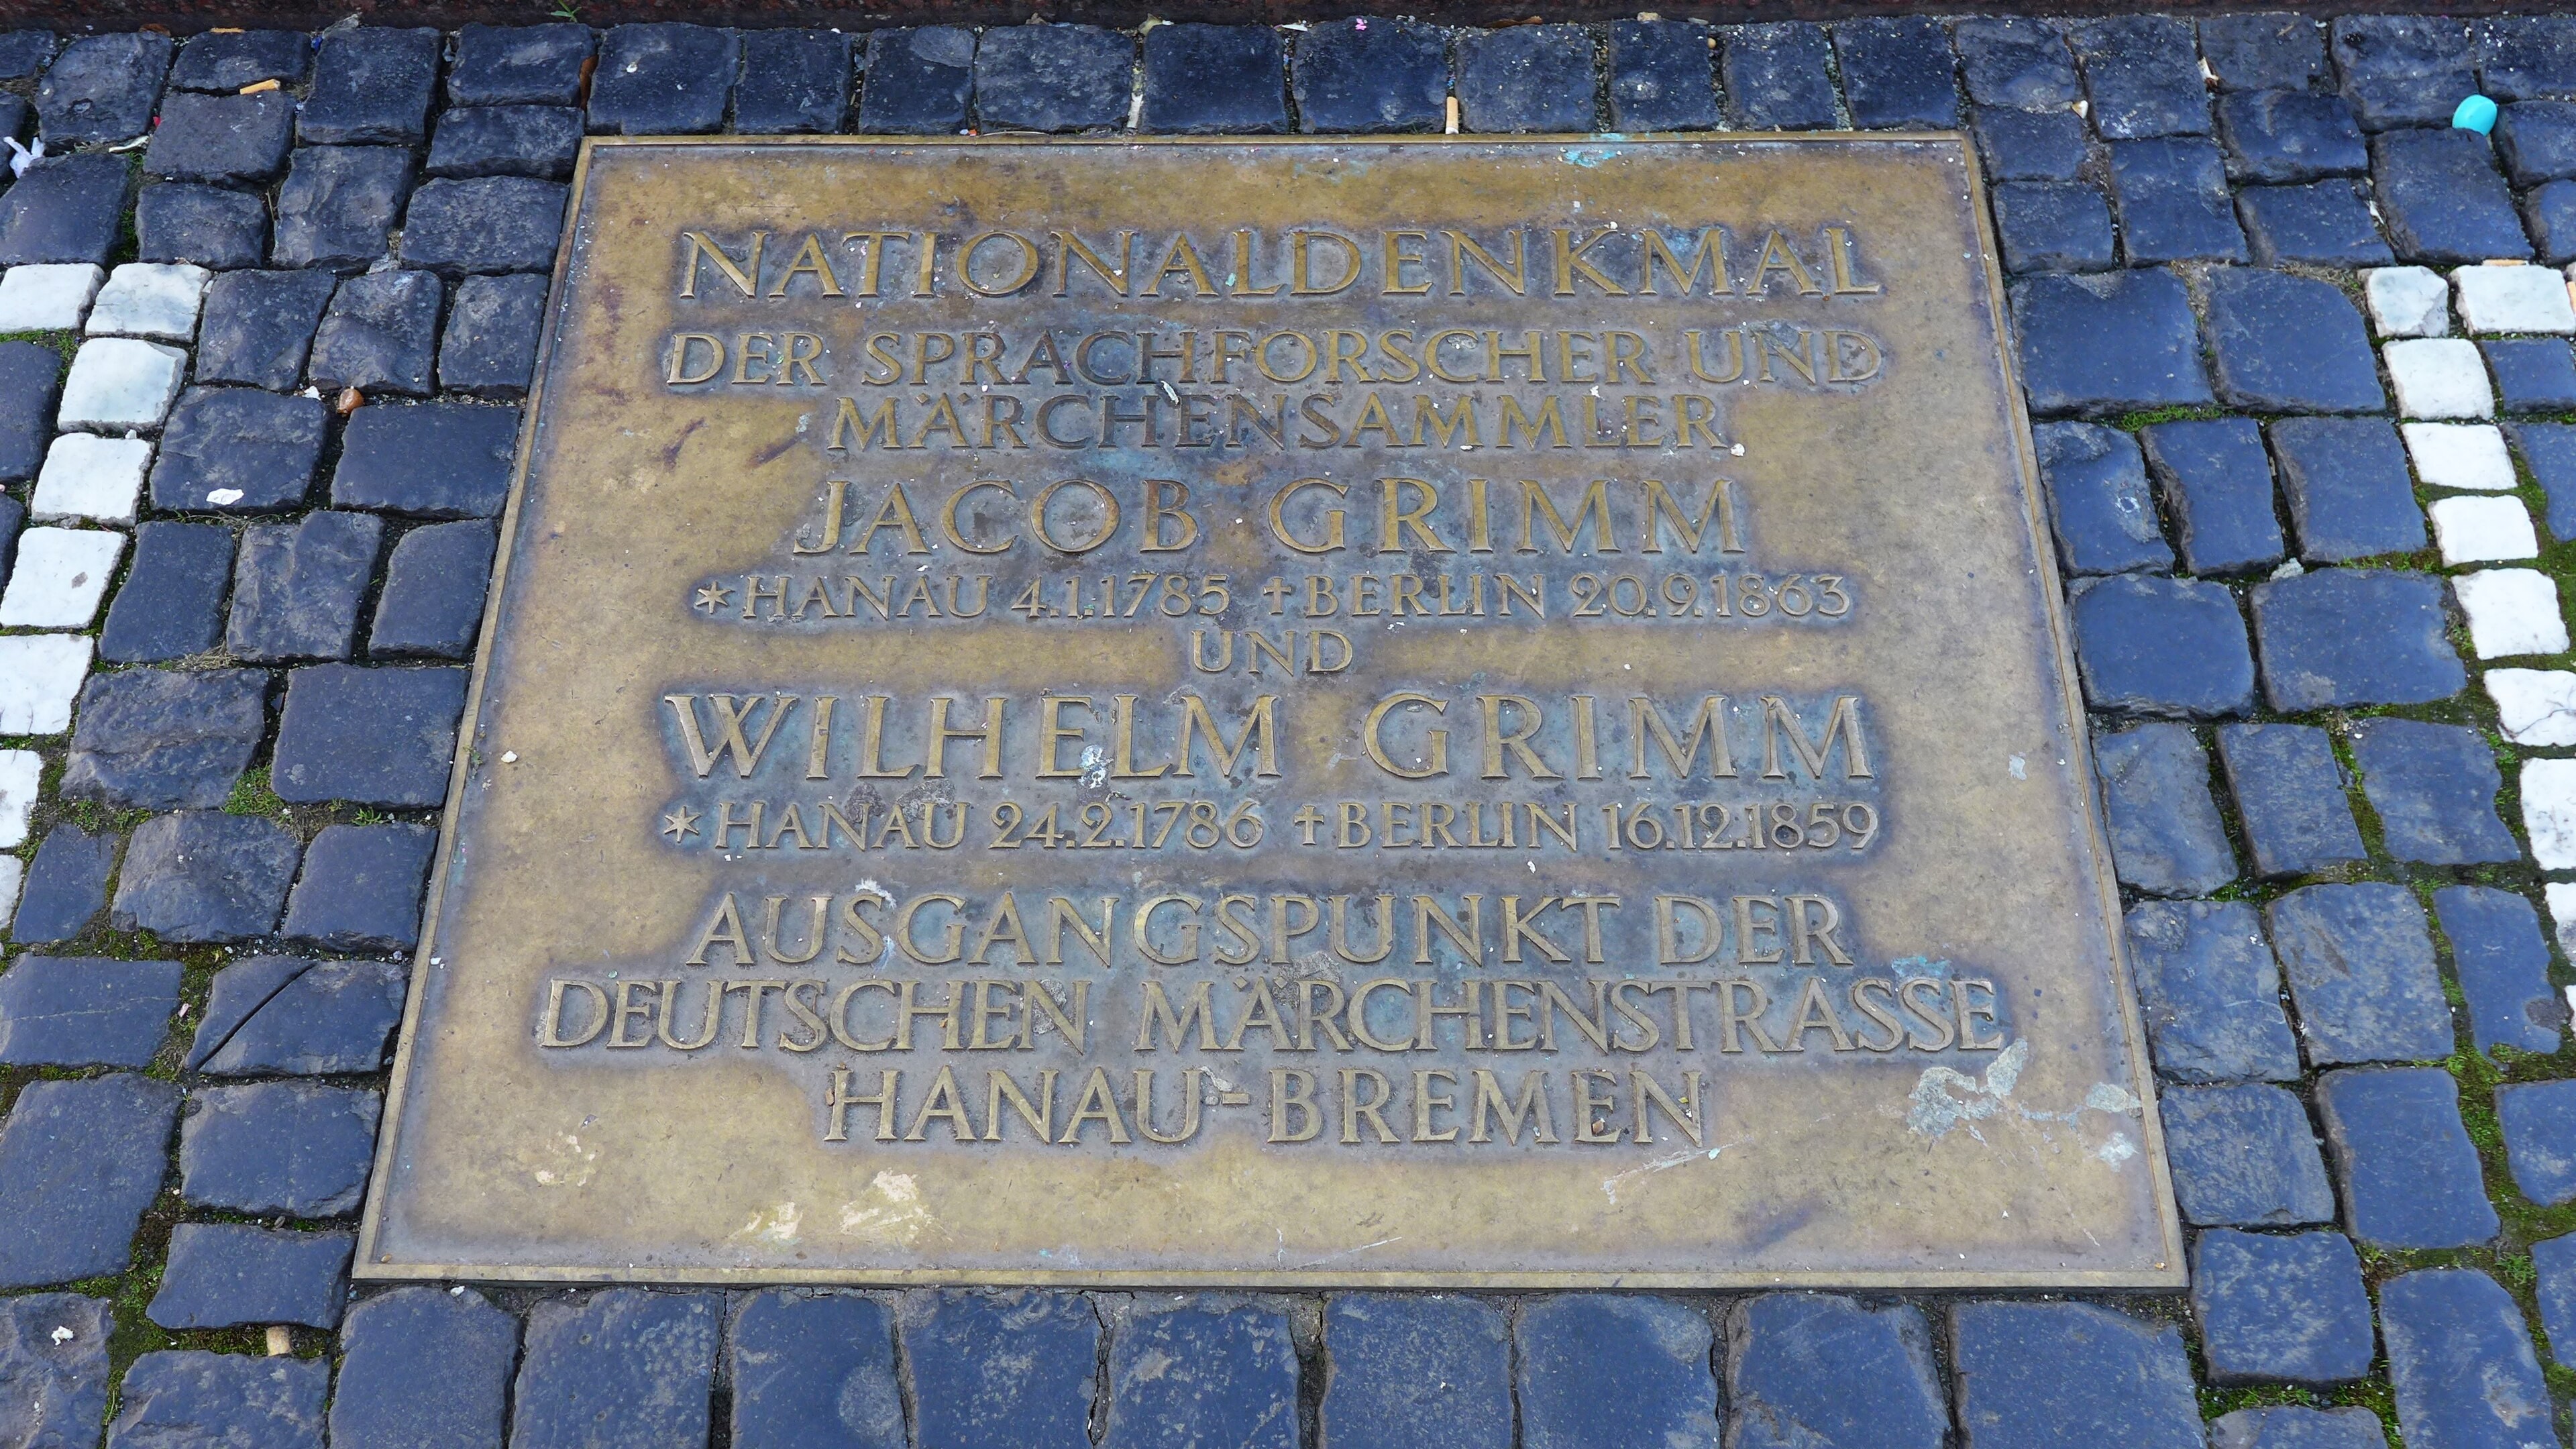 NATIONALDENKMAL
DER SPRACHFORSCHER UND
MÄRCHENSAMMLER
JACOB GRIMM
*HANAU 4.1.1785 †BERLIN 20.9.1863
UND
WILHELM GRIMM
*HANAU 24.2.1786 †BERLIN 16.12.1859
AUSGANGSPUNKT DER
DEUTSCHEN MÄRCHENSTRASSE
HANAU-BREMEN